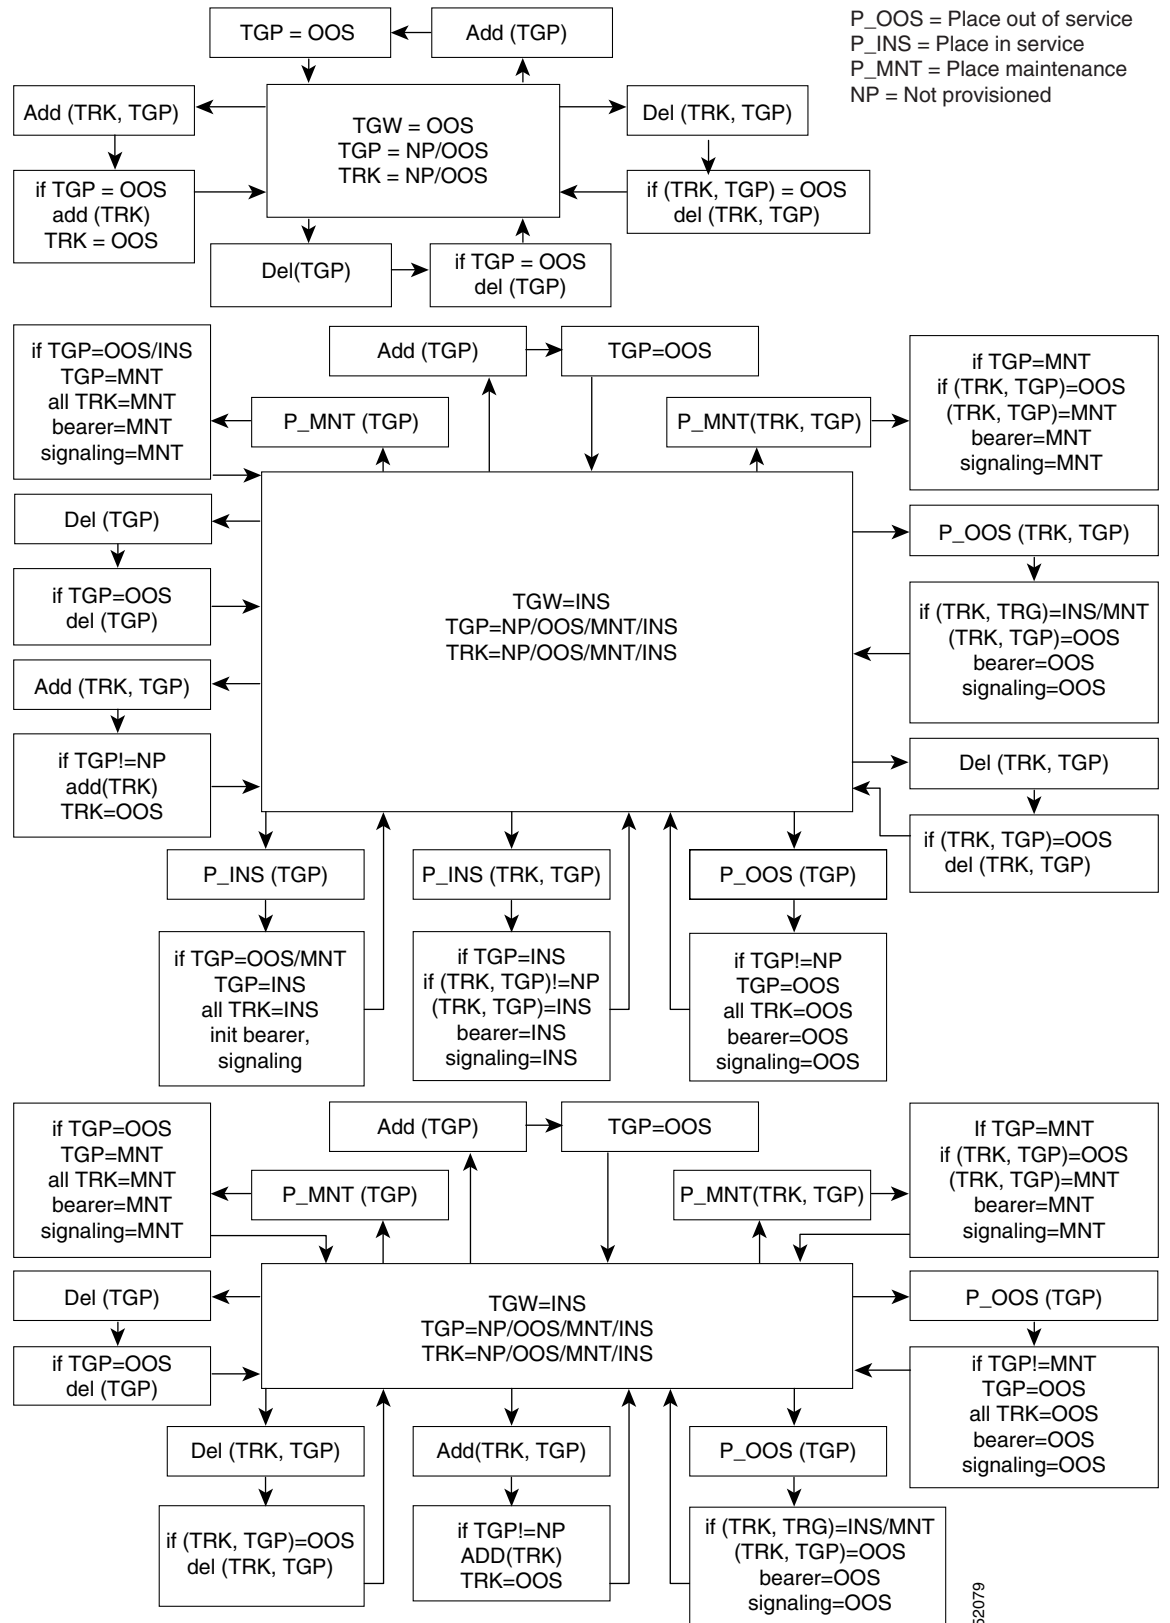 P_OOS = Place out of service
P_INS = Place in service
P_MNT = Place maintenance
NP = Not provisioned
TGP = OOS
Add (TGP)
Add (TRK, TGP)
TGW = OOS
TGP = NP/OOS
TRK = NP/OOS
Del (TRK, TGP)
if TGP = OOS
add (TRK)
TRK = OOS
if (TRK, TGP) = OOS
del (TRK, TGP)
Del(TGP)
if TGP = OOS
del (TGP)
if TGP=OOS/INS
TGP=MNT
all TRK=MNT
bearer=MNT
signaling=MNT
Add (TGP)
TGP=OOS
P_MNT (TGP)
P_MNT(TRK, TGP)
if TGP=MNT
if (TRK, TGP)=OOS
(TRK, TGP)=MNT
bearer=MNT
signaling=MNT
Del (TGP)
if TGP=OOS
del (TGP)
Add (TRK, TGP)
if TGP!=NP
add(TRK)
TRK=OOS
TGW=INS
TGP=NP/OOS/MNT/INS
TRK=NP/OOS/MNT/INS
P_OOS (TRK, TGP)
if (TRK, TRG)=INS/MNT
(TRK, TGP)=OOS
bearer=OOS
signaling=OOS
Del (TRK, TGP)
if (TRK, TGP)=OOS
del (TRK, TGP)
P_INS (TGP)
P_INS (TRK, TGP)
P_OOS (TGP)
if TGP=OOS/MNT
TGP=INS
all TRK=INS
init bearer,
signaling
if TGP=INS
if (TRK, TGP)!=NP
(TRK, TGP)=INS
bearer=INS
signaling=INS
if TGP!=NP
TGP=OOS
all TRK=OOS
bearer=OOS
signaling=OOS
if TGP=OOS
TGP=MNT
all TRK=MNT
bearer=MNT
signaling=MNT
Add (TGP)
TGP=OOS
P_MNT (TGP)
P_MNT(TRK, TGP)
If TGP=MNT
if (TRK, TGP)=OOS
(TRK, TGP)=MNT
bearer=MNT
signaling=MNT
Del (TGP)
if TGP=OOS
del (TGP)
TGW=INS
TGP=NP/OOS/MNT/INS
TRK=NP/OOS/MNT/INS
P_OOS (TGP)
if TGP!=MNT
TGP=OOS
all TRK=OOS
bearer=OOS
signaling=OOS
Del (TRK, TGP)
Add(TRK, TGP)
P_OOS (TGP)
if (TRK, TGP)=OOS
del (TRK, TGP)
if TGP!=NP
ADD(TRK)
TRK=OOS
if (TRK, TRG)=INS/MNT
(TRK, TGP)=OOS
bearer=OOS
signaling=OOS